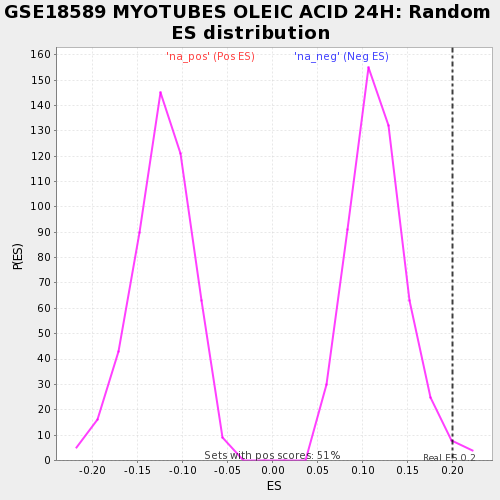 GSE18589 MYOTUBES OLEIC ACID 24H: Random
ES distribution
'na_pos' (Pos ES)
'na_neg' (Neg ES)
160
150
140
130
120
110
100
90
80
70
60
50
40
30
20
10
0
P(ES)
Sets with pos scores: 51%
Real ES 0.2
-0.20 -0.15 -0.10 -0.05 0.00 0.05 0.10 0.15 0.20
ES